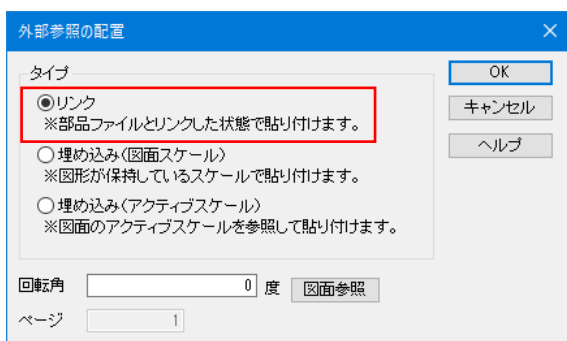 外部参照の配置
タイプ
リンク
※部品ファイルとリンクした状態で貼り付けます。
埋め込み(図面スケール)
※図形が保持しているスケールで貼り付けます。
埋め込み(アクティブスケール)
※図面のアクティブスケールを参照して貼り付けます。
OK
キャンセル
ヘルプ
回転角 0 度 図面参照
ページ 1